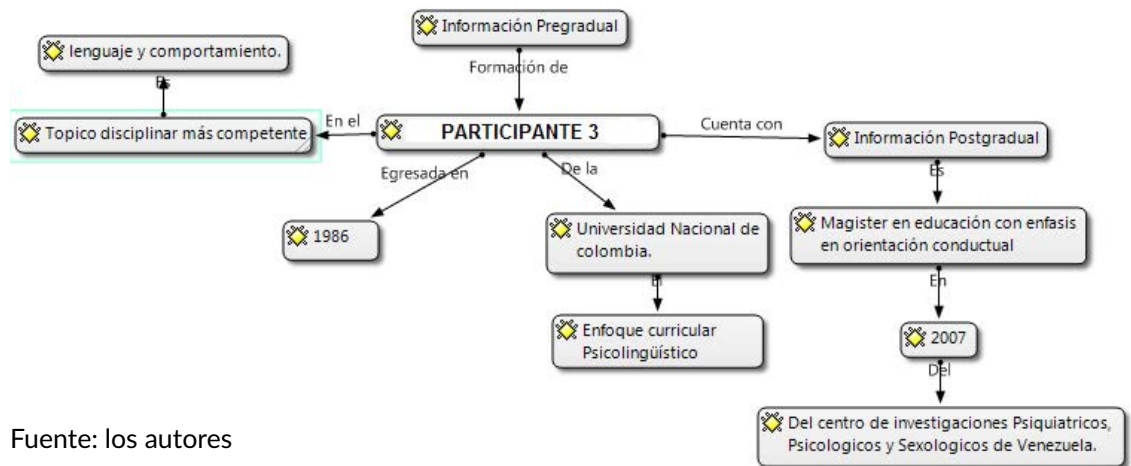 Información Pregradual
lenguaje y comportamiento.
Formación de
Es
Topico disciplinar más competente
En el
PARTICIPANTE 3
Cuenta con
Información Postgradual
Egresada en
De la
Es
1986
Universidad Nacional de
colombia.
Magister en educación con enfasis
en orientación conductual
El
En
Enfoque curricular
Psicolingüístico
2007
Del
Del centro de investigaciones Psiquiatricos,
Psicologicos y Sexologicos de Venezuela.
Fuente: los autores